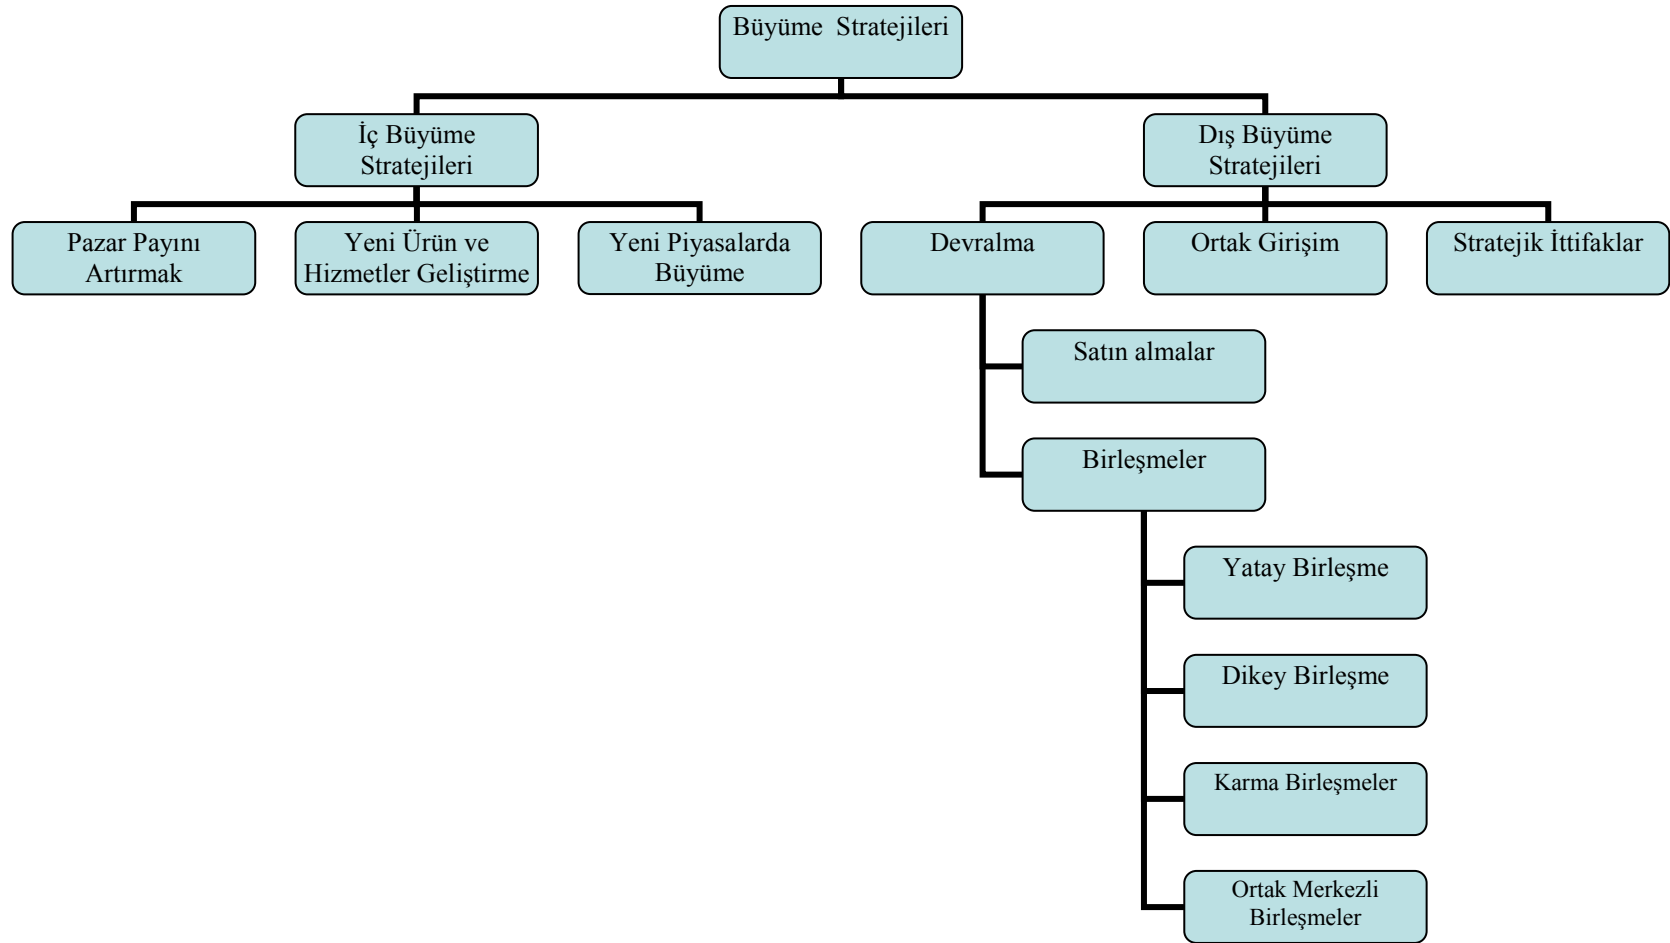 Büyüme  Stratejileri
İç Büyüme
Stratejileri
Dış Büyüme
Stratejileri
Pazar Payını
Artırmak
Yeni Ürün ve
Hizmetler Geliştirme
Yeni Piyasalarda
Büyüme
Devralma
Ortak Girişim
Stratejik İttifaklar
Satın almalar
Birleşmeler
Yatay Birleşme
Dikey Birleşme
Karma Birleşmeler
Ortak Merkezli
Birleşmeler